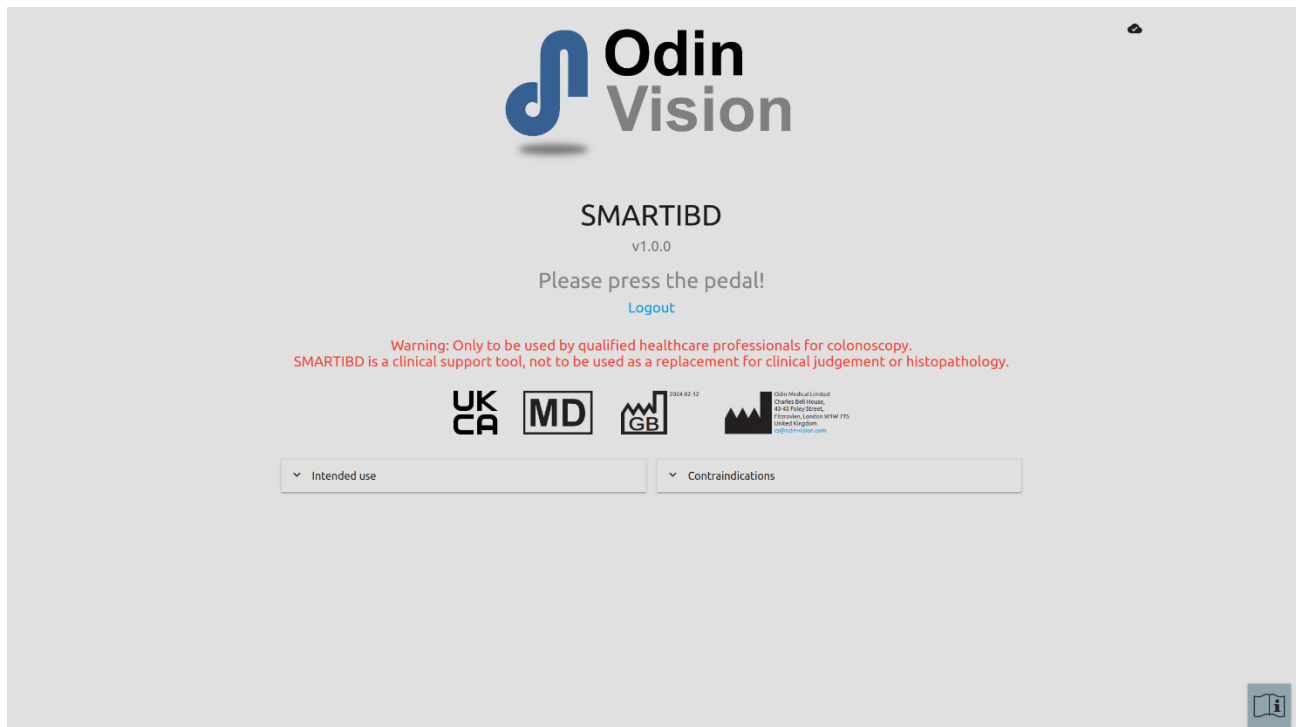 Odin
Vision
SMARTIBD
v1.0.0
Please press the pedal!
Logout
Warning: Only to be used by qualified healthcare professionals for colonoscopy.
SMARTIBD is a clinical support tool, not to be used as a replacement for clinical judgement or histopathology.
UK
CA
MD
GB
2024-02-12
Odin Medical Limited
Charles Bell House,
43-43 Foley Street,
Fitzrovien, London W1W 7TS
United Kingdom
cs@odin-vision.com
Intended use
Contraindications
i